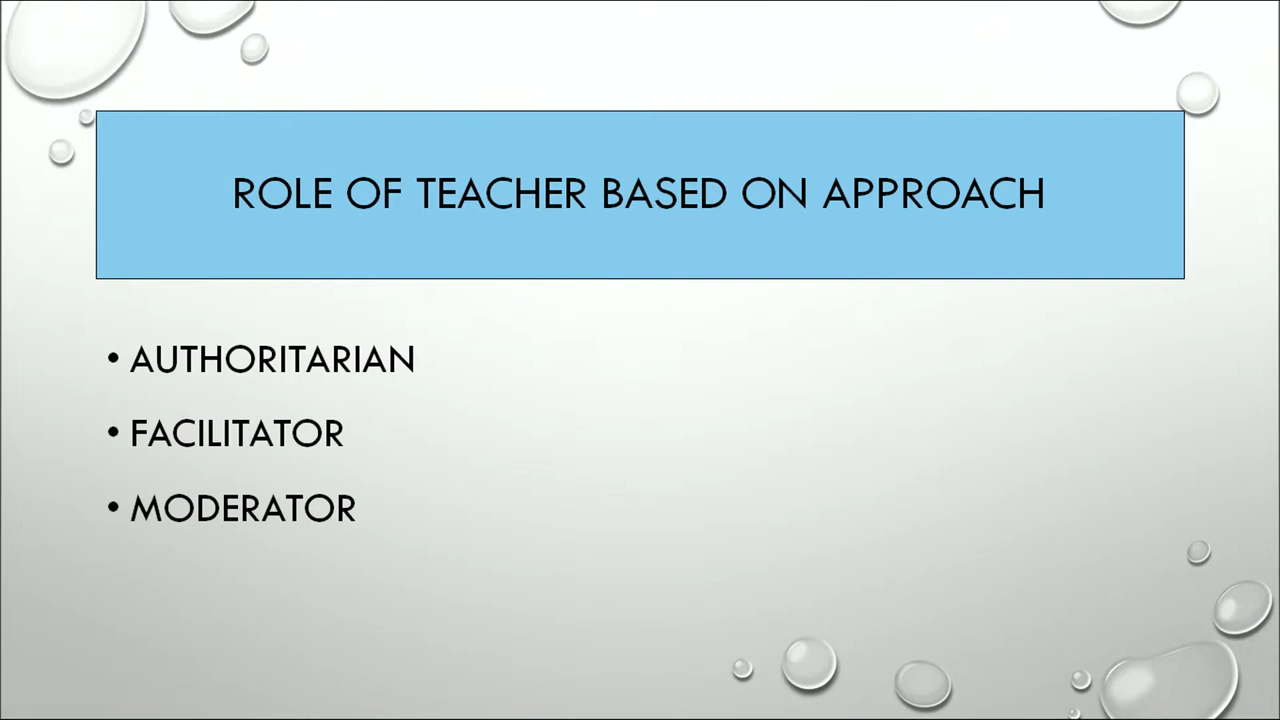 ROLE OF TEACHER BASED ON APPROACH
• AUTHORITARIAN
• FACILITATOR
• MODERATOR